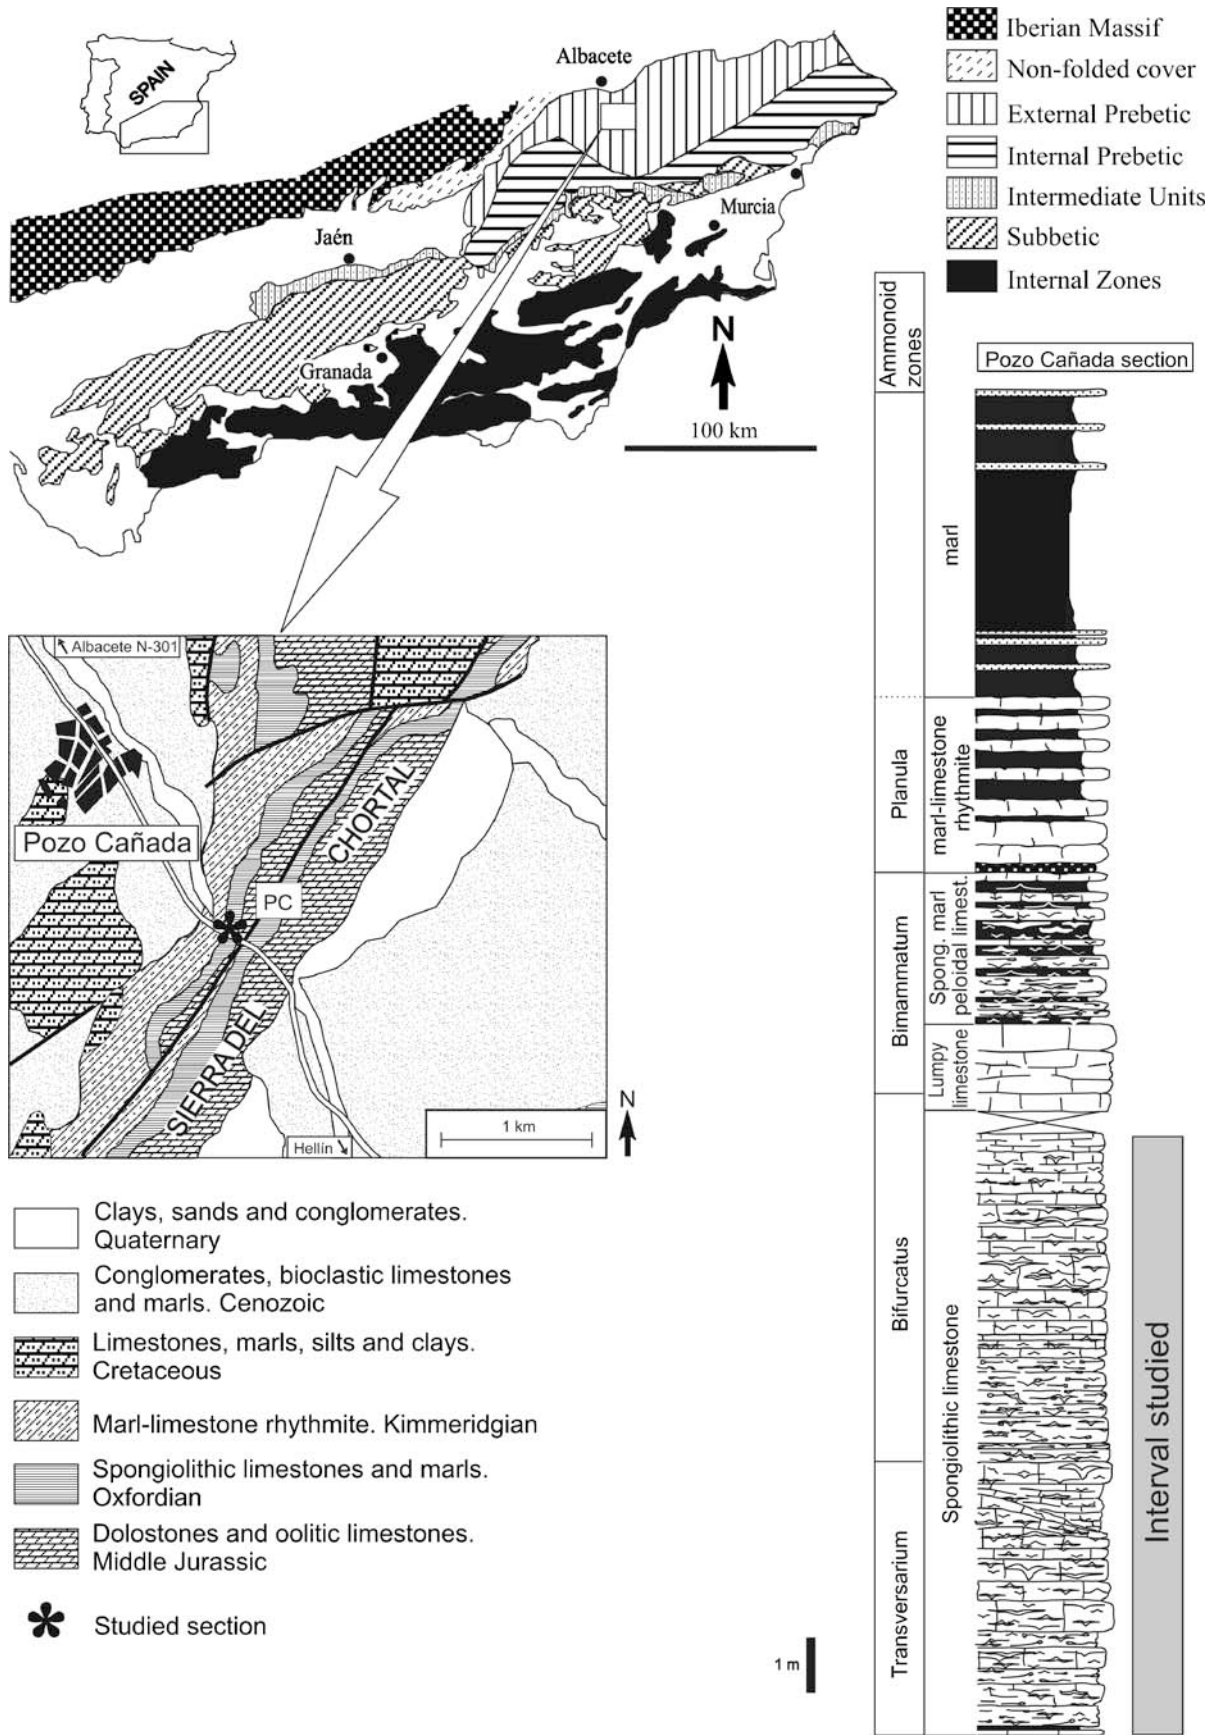 SPAIN
Albacete
Jaén
Murcia
Granada
N
100 km
Iberian Massif
Non-folded cover
External Prebetic
Internal Prebetic
Intermediate Units
Subbetic
Internal Zones
Albacete N-301
Pozo Cañada
PC
SIERRA DEL CHORTAL
Hellín
1 km
N
Clays, sands and conglomerates.
Quaternary
Conglomerates, bioclastic limestones
and marls. Cenozoic
Limestones, marls, silts and clays.
Cretaceous
Marl-limestone rhythmite. Kimmeridgian
Spongiolithic limestones and marls.
Oxfordian
Dolostones and oolitic limestones.
Middle Jurassic
Studied section
1 m
Ammonoid
zones
Pozo Cañada section
Planula
Bimammatum
Bifurcatus
Transversarium
marl
marl-limestone
rhythmite
Spong. marl
peloidal limest.
Lumpy
limestone
Spongiolithic limestone
Interval studied